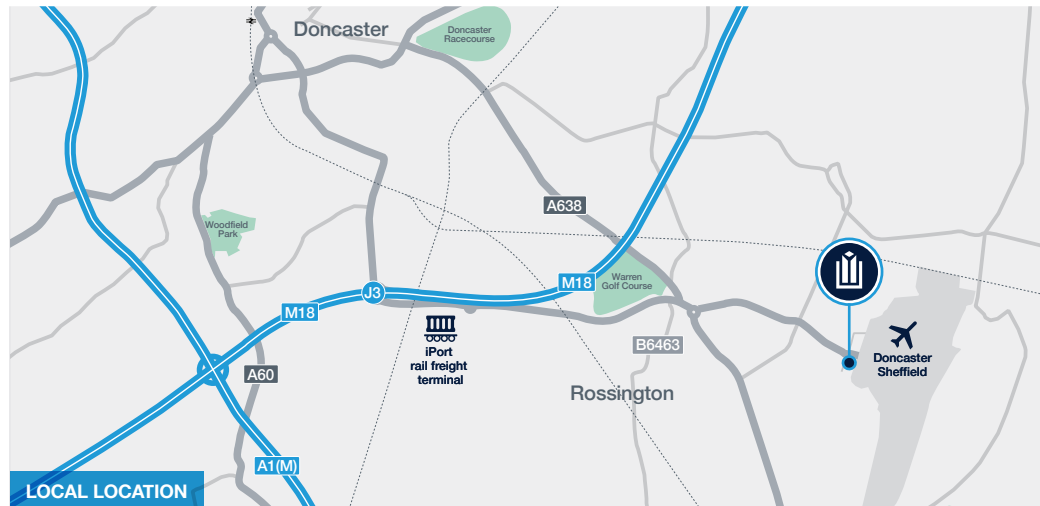 Doncaster
Doncaster
Racecourse
A638
Woodfield
Park
Warren
Golf Course
M18
J3
M18
iPort
rail freight
terminal
B6463
Doncaster
Sheffield
A60
Rossington
A1(M)
LOCAL LOCATION